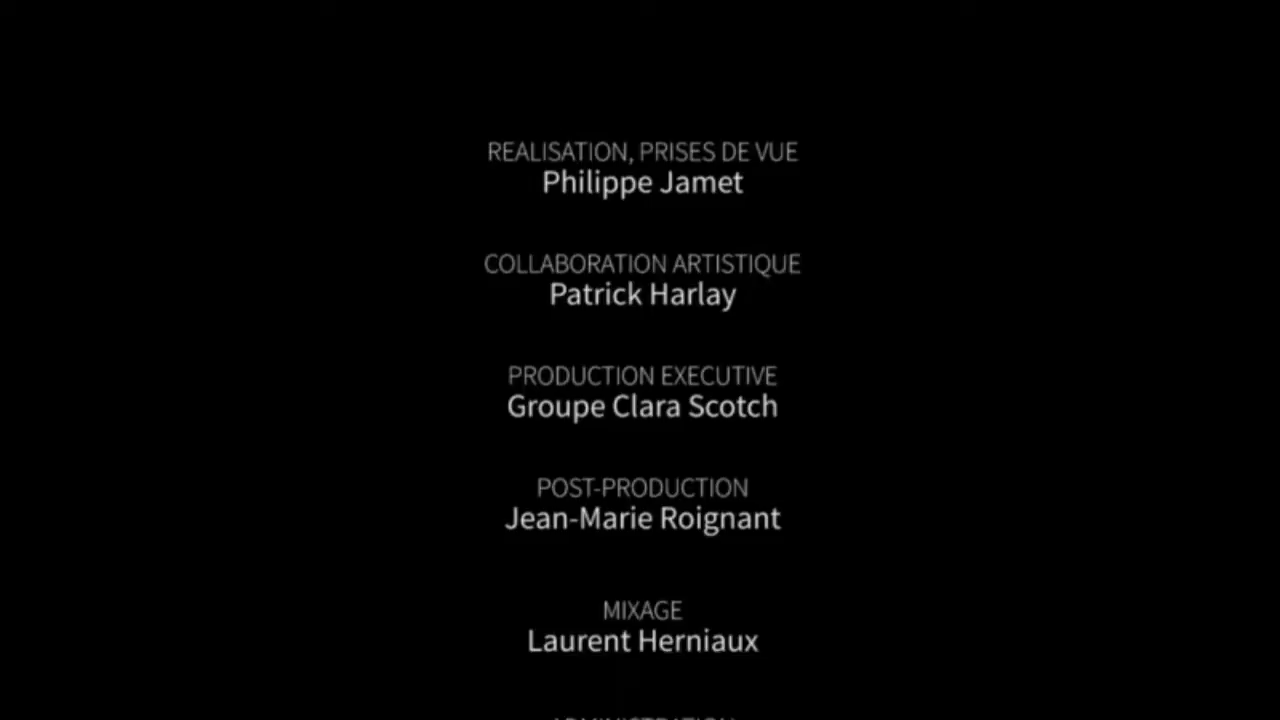 REALISATION, PRISES DE VUE
Philippe Jamet
COLLABORATION ARTISTIQUE
Patrick Harlay
PRODUCTION EXECUTIVE
Groupe Clara Scotch
POST-PRODUCTION
Jean-Marie Roignant
MIXAGE
Laurent Herniaux
ADMINISTRATION